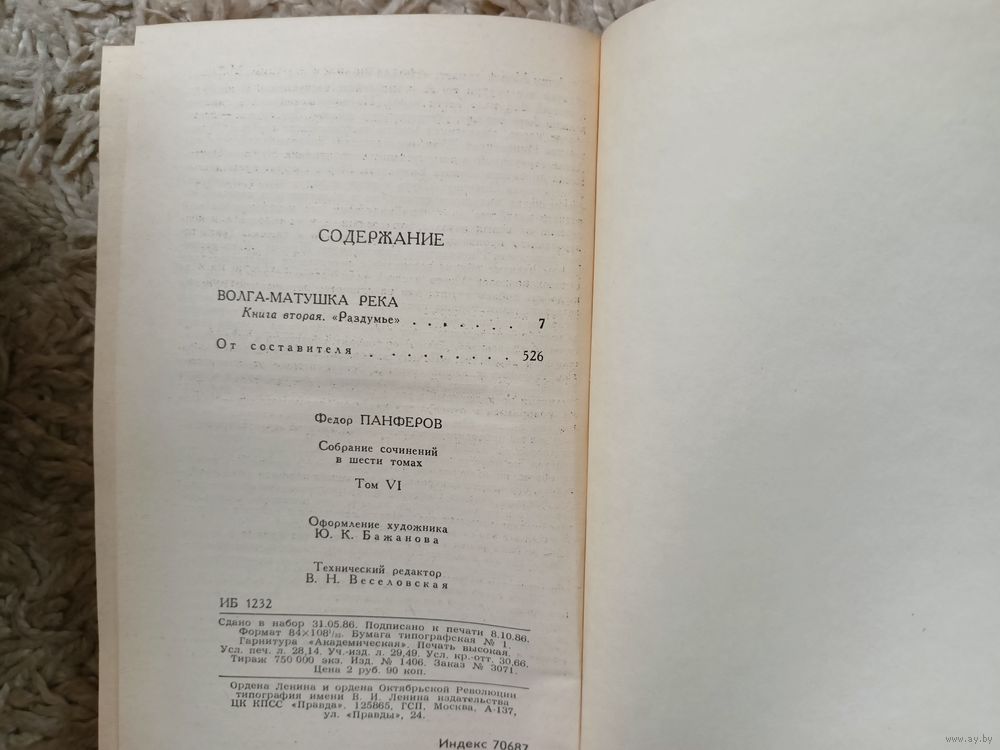 СОДЕРЖАНИЕ
ВОЛГА-МАТУШКА РЕКА
Книга вторая. «Раздумье» . . . . . . . 7
От составителя . . . . . . . . . 526
Федор ПАНФЕРОВ
Собрание сочинений
в шести томах
Том VI
Оформление художника
Ю. К. Бажанова
Технический редактор
В. Н. Веселовская
ИБ 1232
Сдано в набор 31.05.86. Подписано к печати 8.10.86.
Формат 84×108¹/₃₂. Бумага типографская № 1.
Гарнитура «Академическая». Печать высокая.
Усл. печ. л. 28,14. Уч.-изд. л. 29,49. Усл. кр.-отт. 30,66.
Тираж 750 000 экз. Изд. № 1406. Заказ № 3071.
Цена 2 руб. 90 коп.
Ордена Ленина и ордена Октябрьской Революции
типография имени В. И. Ленина издательства
ЦК КПСС «Правда». 125865, ГСП, Москва, А-137,
ул. «Правды», 24.
Индекс 70687
www.ay.by